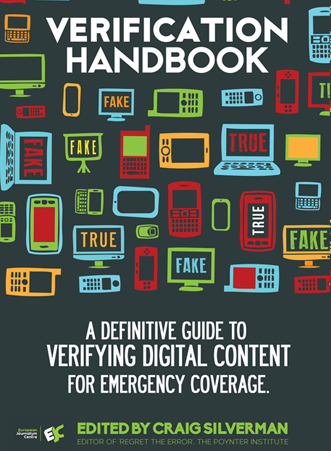 VERIFICATION
HANDBOOK
FAKE
T
FAKE
FAKE
TRUE
TRUE
TRUE
FAKE
FAKE
A DEFINITIVE GUIDE TO
VERIFYING DIGITAL CONTENT
FOR EMERGENCY COVERAGE.
European
Journalism
Centre
EJC
EDITED BY CRAIG SILVERMAN
EDITOR OF 'REGRET THE ERROR' THE POYNTER INSTITUTE